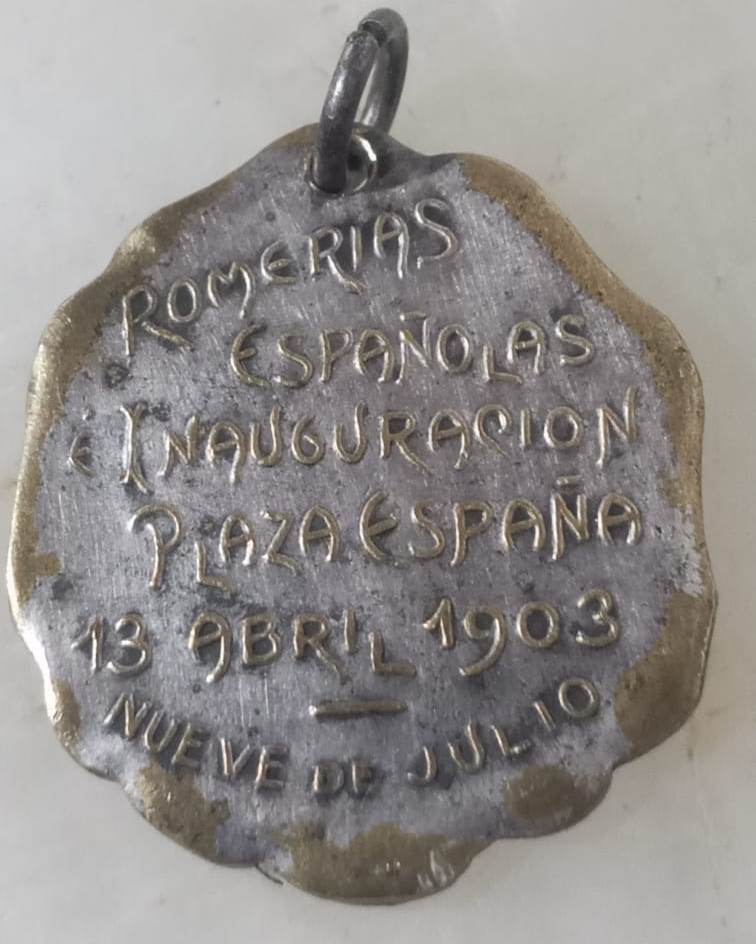 ROMERIAS
ESPAÑOLAS
É INAUGURACION
PLAZA ESPAÑA
13 ABRIL 1903
NUEVE DE JULIO